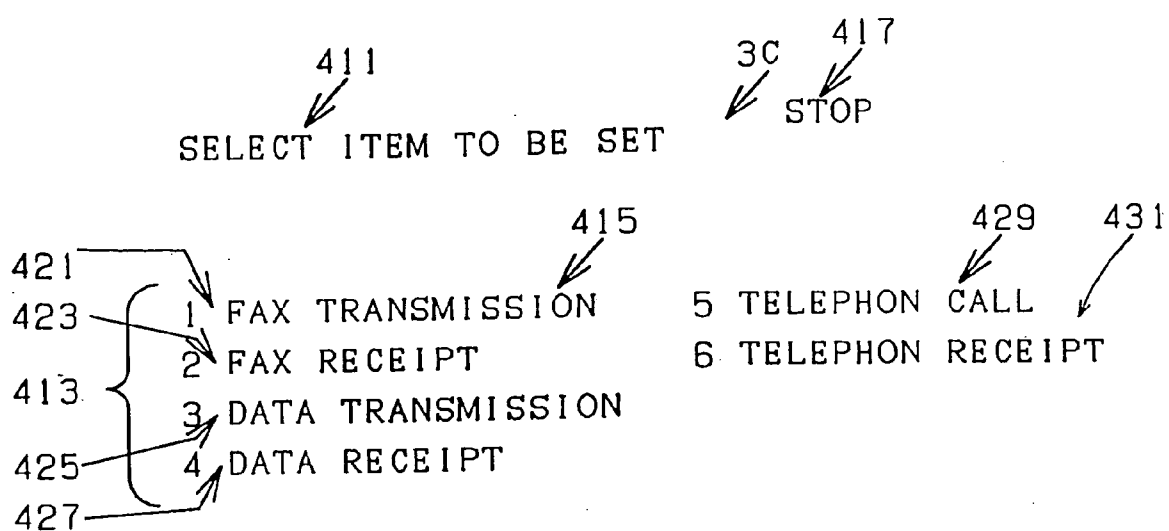 411 3C 417
SELECT ITEM TO BE SET STOP
415 429 431
421
1 FAX TRANSMISSION 5 TELEPHON CALL
423
2 FAX RECEIPT 6 TELEPHON RECEIPT
413
3 DATA TRANSMISSION
425
4 DATA RECEIPT
427